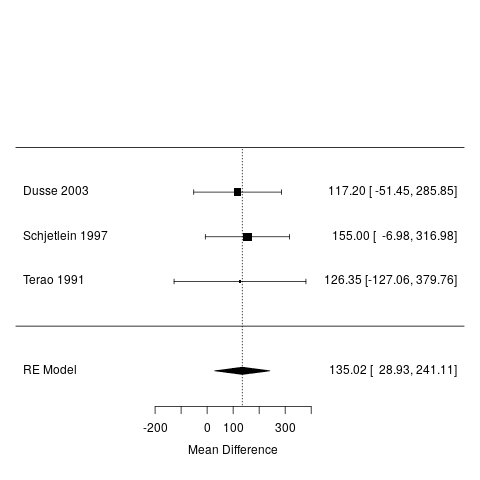 Dusse 2003 117.20 [ -51.45, 285.85]
Schjetlein 1997 155.00 [  -6.98, 316.98]
Terao 1991 126.35 [-127.06, 379.76]
RE Model 135.02 [  28.93, 241.11]
-200 0 100 300
Mean Difference